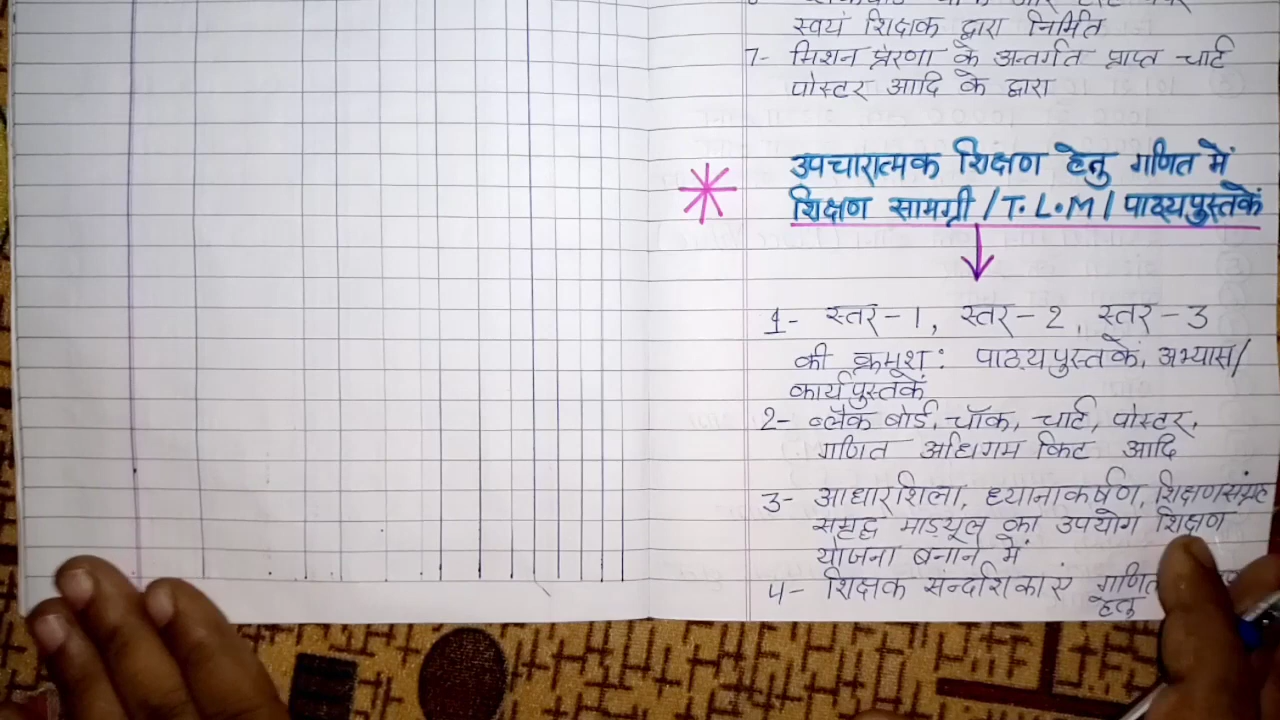 स्वयं शिक्षक द्वारा निर्मित
7- मिशन प्रेरणा के अन्तर्गत प्राप्त चार्ट
पोस्टर आदि के द्वारा
उपचारात्मक शिक्षण हेतु गणित में
शिक्षण सामग्री / T.L.M / पाठ्यपुस्तकें
1- स्तर-1, स्तर-2, स्तर-3
की क्रमशः पाठ्यपुस्तकें, अभ्यास/
कार्यपुस्तकें
2- ब्लैक बोर्ड, चॉक, चार्ट, पोस्टर,
गणित अधिगम किट आदि
3- आधारशिला, ध्यानाकर्षण, शिक्षणसंग्रह
समृद्ध माड्यूल का उपयोग शिक्षण
योजना बनाने में
4- शिक्षक संन्दर्शिकाएं गणित
हेतु